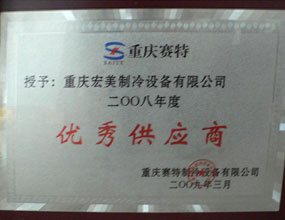 重庆赛特
授予：重庆宏美制冷设备有限公司
二〇〇八年度
优秀供应商
重庆赛特制冷设备有限公司
二〇〇九年三月